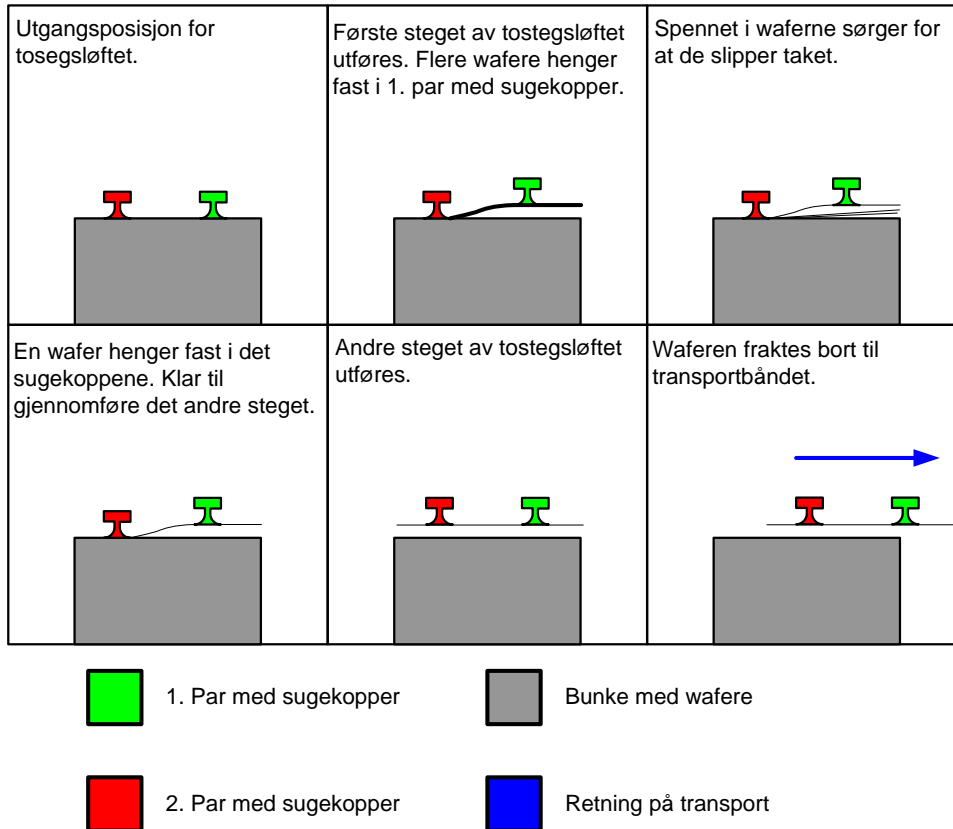 Utgangsposisjon for
tosegsløftet.
Første steget av tostegsløftet
utføres. Flere wafere henger
fast i 1. par med sugekopper.
Spennet i waferne sørger for
at de slipper taket.
En wafer henger fast i det
sugekoppene. Klar til
gjennomføre det andre steget.
Andre steget av tostegsløftet
utføres.
Waferen fraktes bort til
transportbåndet.
1. Par med sugekopper
Bunke med wafere
2. Par med sugekopper
Retning på transport